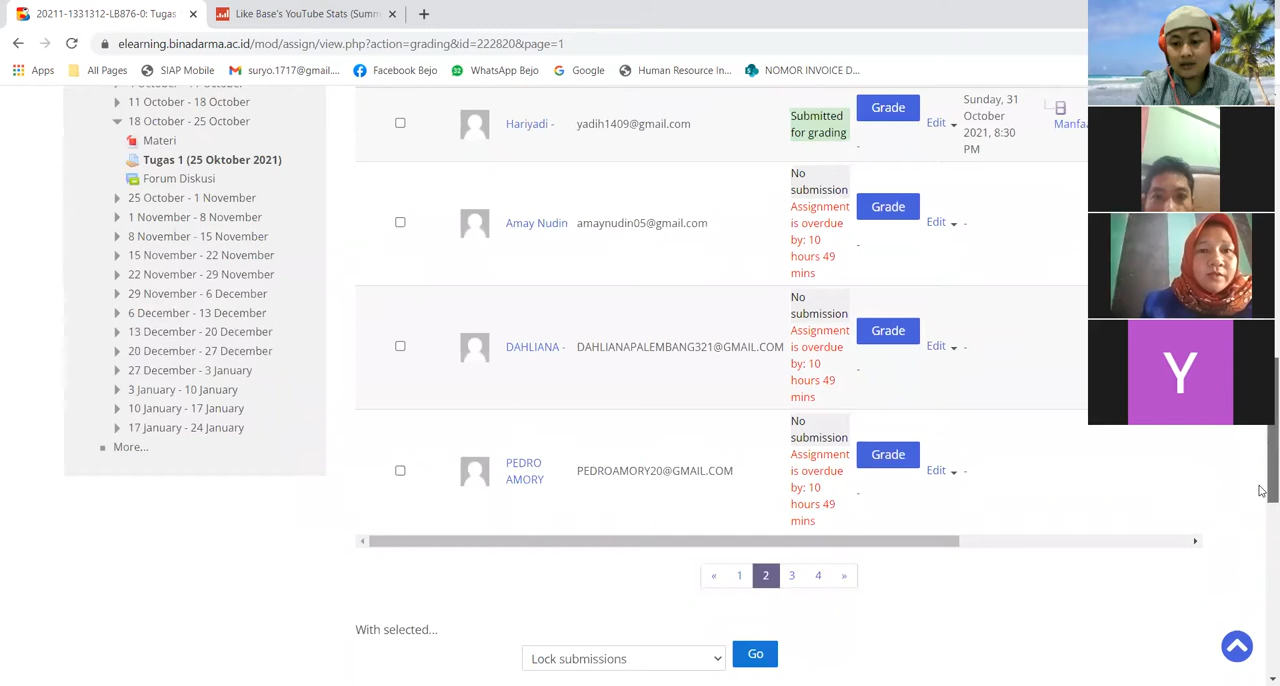 20211-1331312-LB876-0: Tugas
Like Base's YouTube Stats (Summ
elearning.binadarma.ac.id/mod/assign/view.php?action=grading&id=222820&page=1
Apps
All Pages
SIAP Mobile
suryo.1717@gmail....
Facebook Bejo
32
WhatsApp Bejo
Google
Human Resource In...
NOMOR INVOICE D...
11 October - 18 October
18 October - 25 October
Materi
Tugas 1 (25 Oktober 2021)
Forum Diskusi
25 October - 1 November
1 November - 8 November
8 November - 15 November
15 November - 22 November
22 November - 29 November
29 November - 6 December
6 December - 13 December
13 December - 20 December
20 December - 27 December
27 December - 3 January
3 January - 10 January
10 January - 17 January
17 January - 24 January
More...
Hariyadi -
yadih1409@gmail.com
Submitted
for grading
Grade
-
Edit
Sunday, 31
October
2021, 8:30
PM
Manfaa
Amay Nudin
amaynudin05@gmail.com
No
submission
Assignment
is overdue
by: 10
hours 49
mins
Grade
-
Edit
-
DAHLIANA -
DAHLIANAPALEMBANG321@GMAIL.COM
No
submission
Assignment
is overdue
by: 10
hours 49
mins
Grade
-
Edit
-
PEDRO
AMORY
PEDROAMORY20@GMAIL.COM
No
submission
Assignment
is overdue
by: 10
hours 49
mins
Grade
-
Edit
-
« 1 2 3 4 »
With selected...
Lock submissions
Go
Y